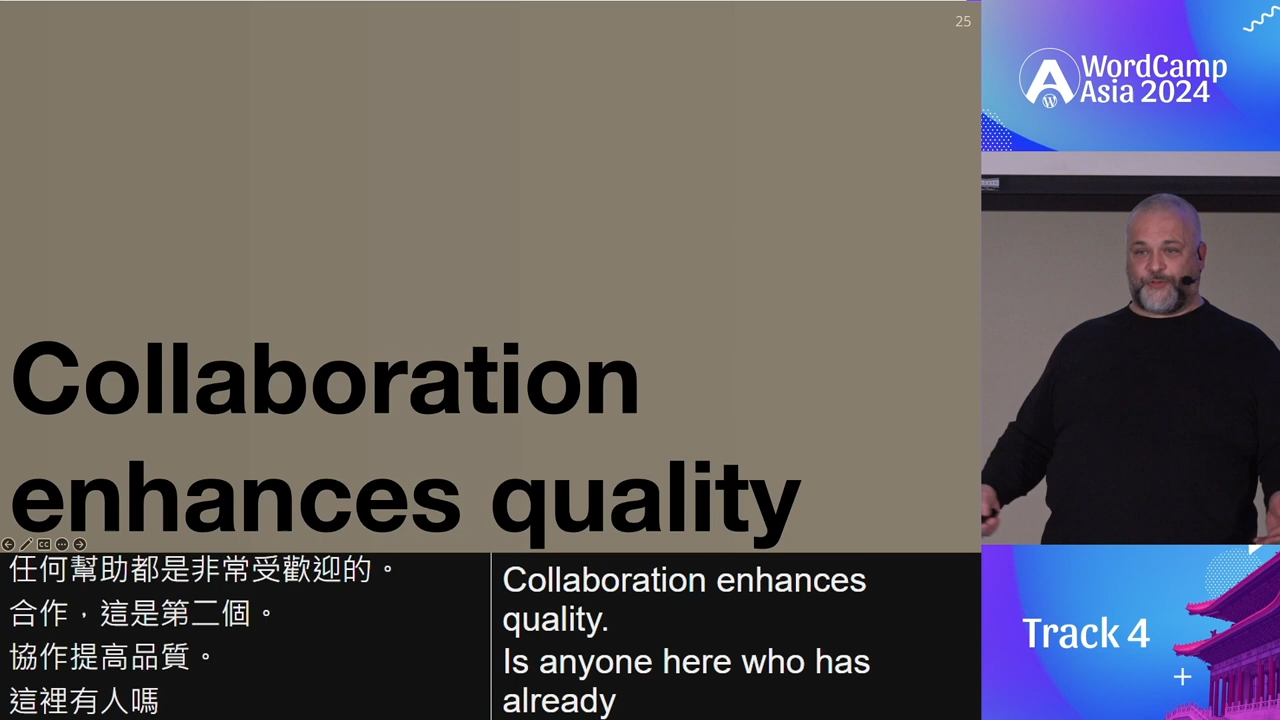 25
Collaboration
enhances quality
任何幫助都是非常受歡迎的。
合作，這是第二個。
協作提高品質。
這裡有人嗎
Collaboration enhances
quality.
Is anyone here who has
already
WordCamp
Asia 2024
Track 4